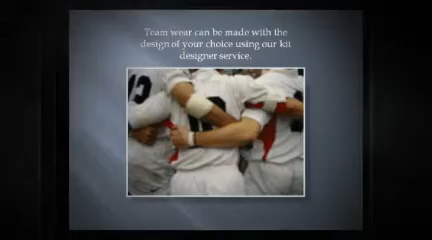 Team wear can be made with the
design of your choice using our kit
designer service.